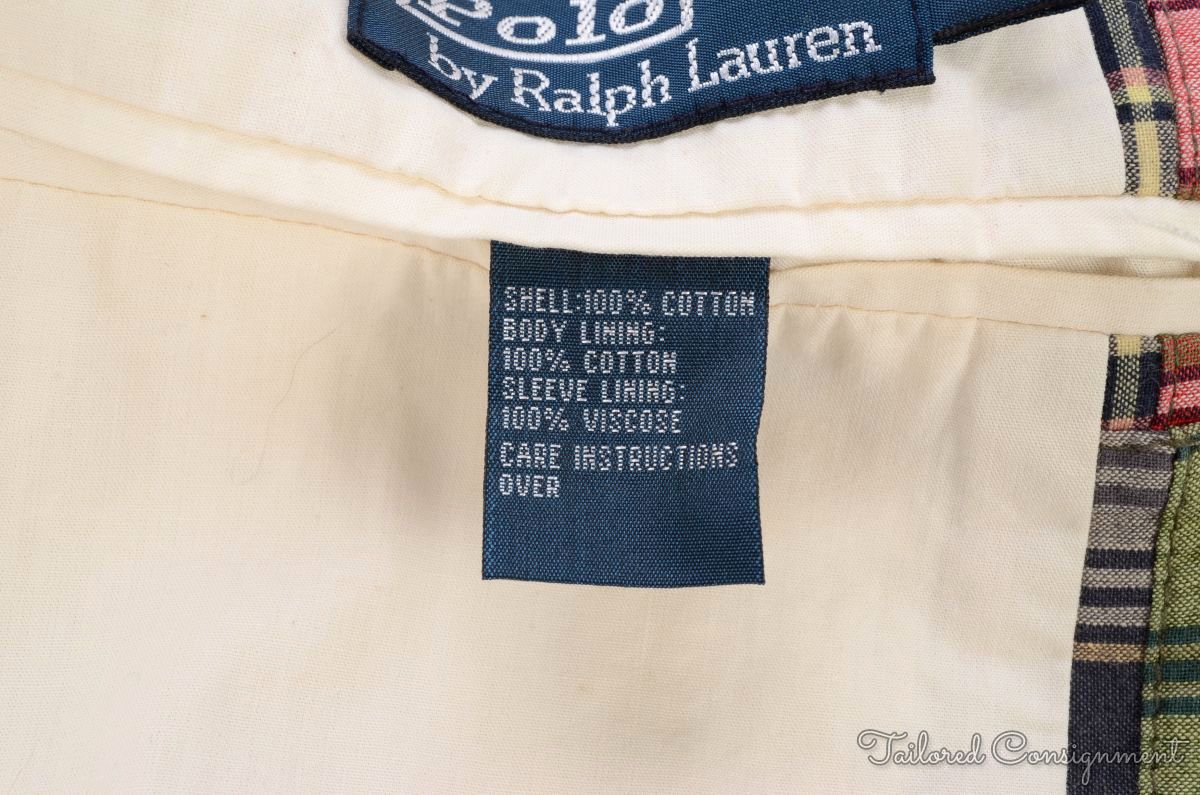 Polo
by Ralph Lauren
SHELL:100% COTTON
BODY LINING:
100% COTTON
SLEEVE LINING:
100% VISCOSE
CARE INSTRUCTIONS
OVER
Tailored Consignment